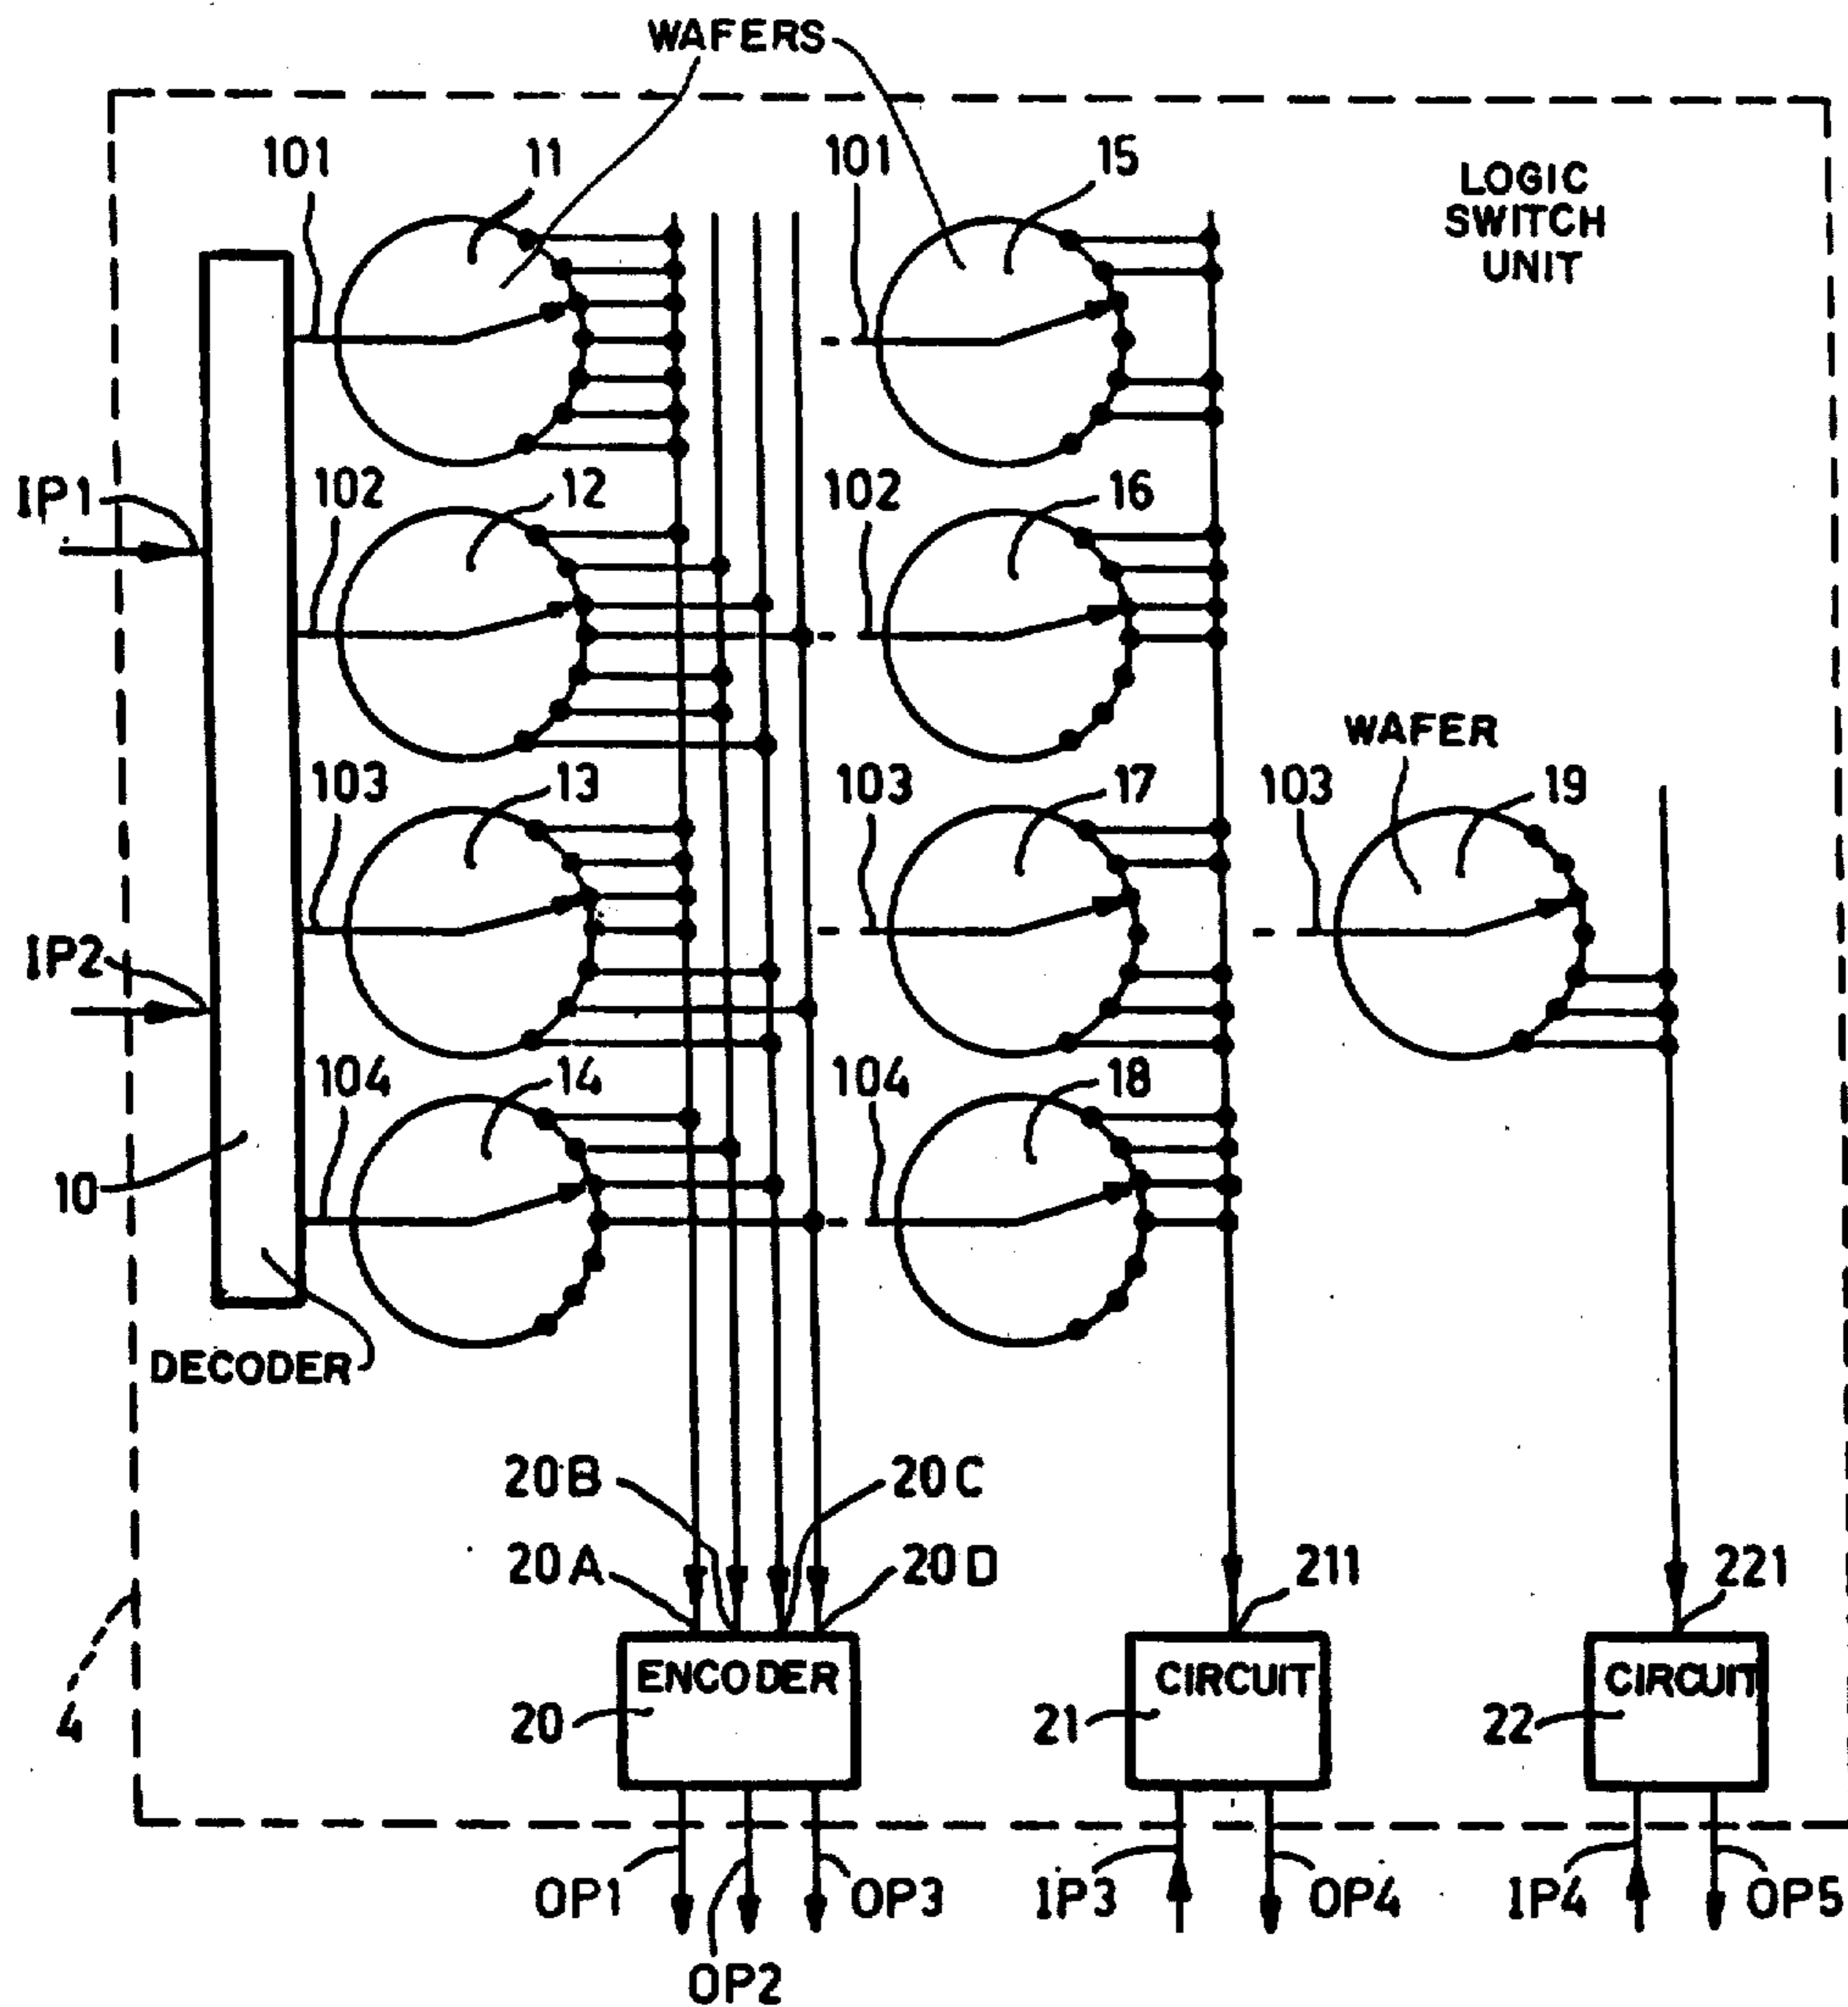 WAFERS
101
11
101
15
LOGIC
SWITCH
UNIT
IP1
102
12
102
16
WAFER
103
13
103
17
103
19
IP2
104
14
104
18
10
DECODER
20B
20C
20A
20D
211
221
ENCODER
CIRCUIT
CIRCUIT
20
21
22
4
OP1
OP3
IP3
OP4
IP4
OP5
OP2